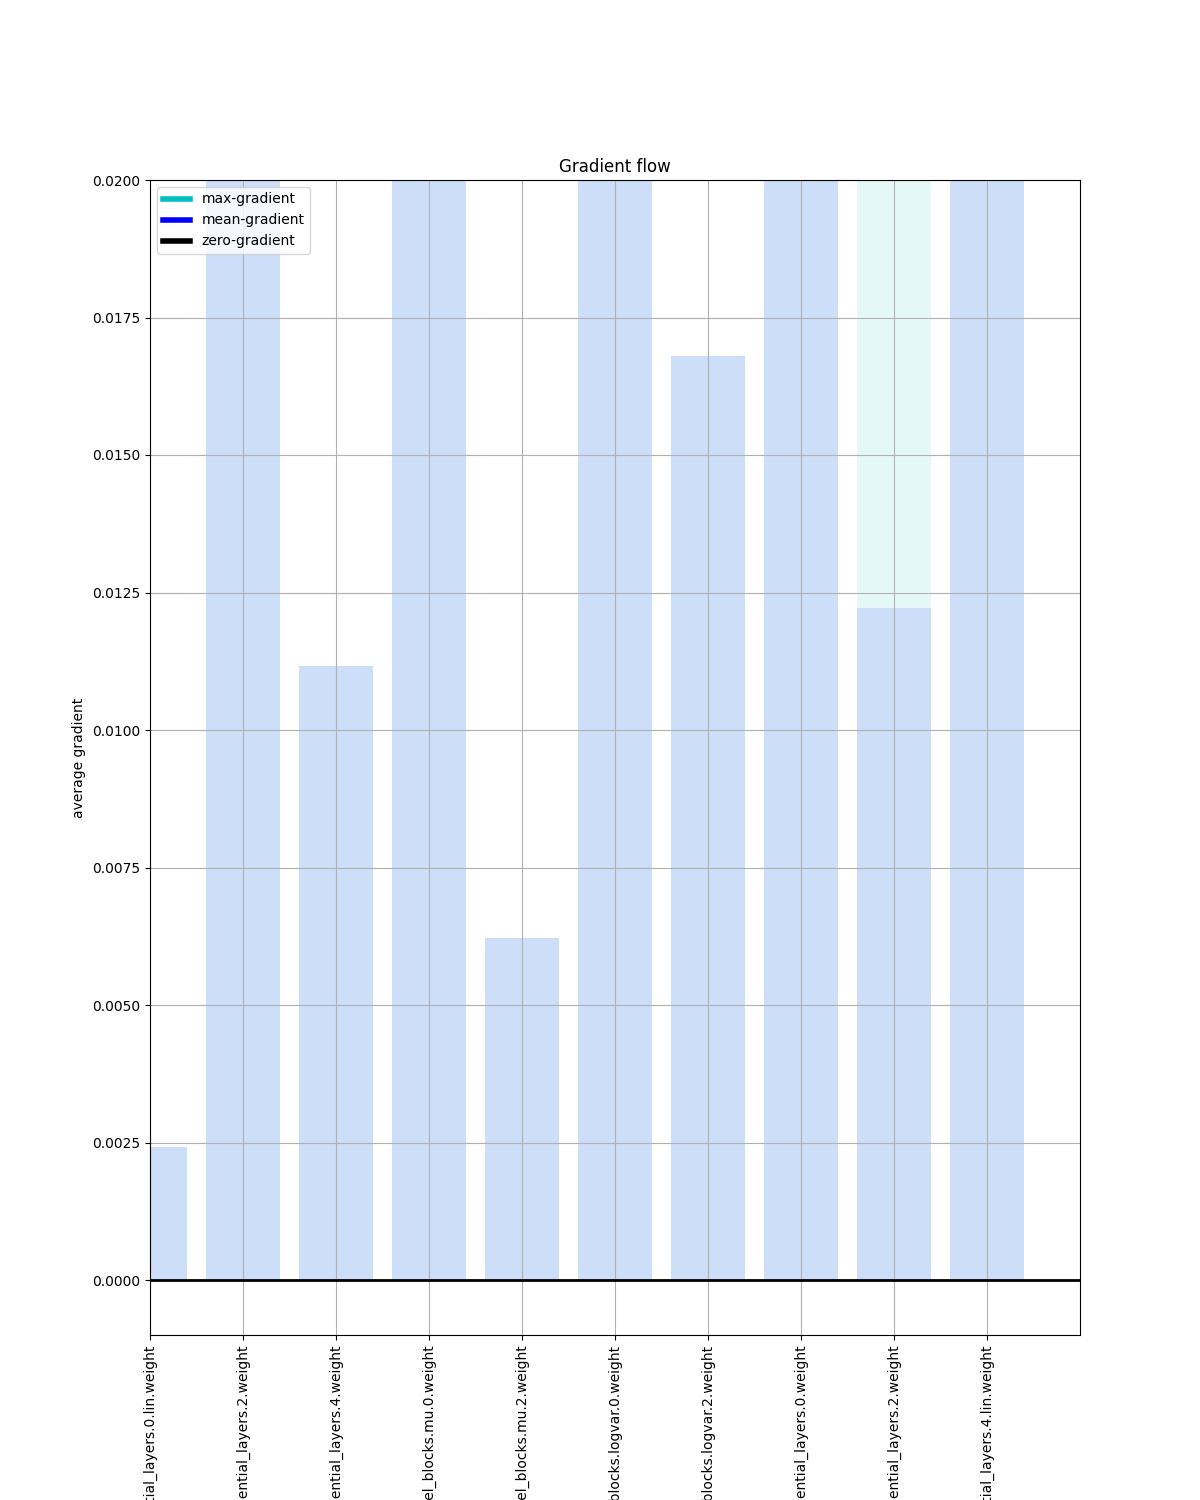 Gradient flow
max-gradient
mean-gradient
zero-gradient
0.0200
0.0175
0.0150
0.0125
0.0100
0.0075
0.0050
0.0025
0.0000
average gradient
tial_layers.0.lin.weight
ential_layers.2.weight
ential_layers.4.weight
el_blocks.mu.0.weight
el_blocks.mu.2.weight
blocks.logvar.0.weight
blocks.logvar.2.weight
ential_layers.0.weight
ential_layers.2.weight
tial_layers.4.lin.weight